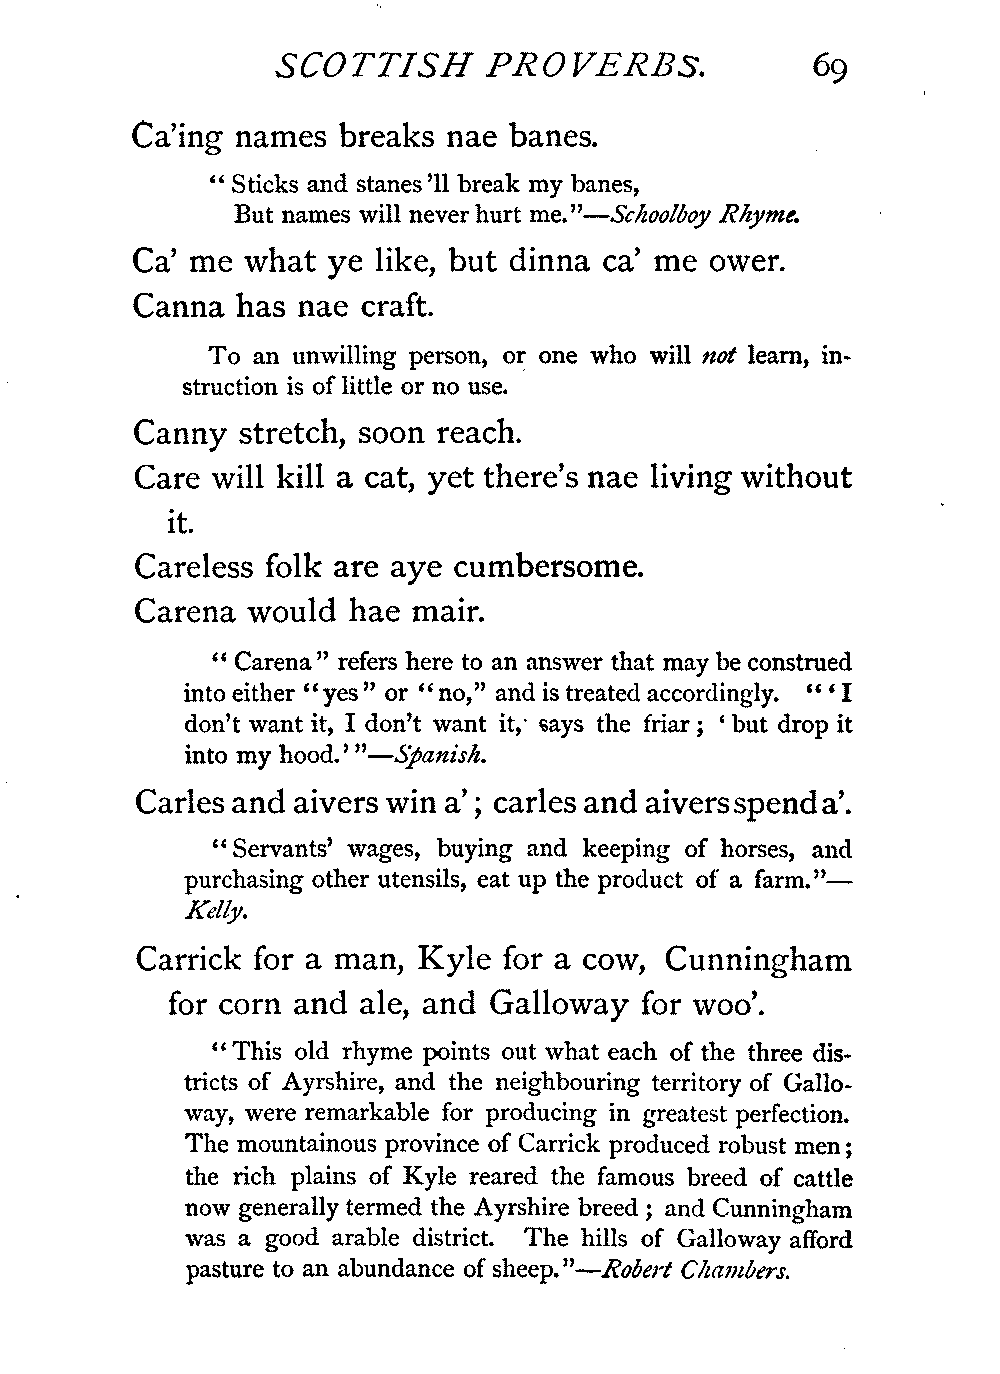 SCOTTISH PROVERBS. 69
Ca'ing names breaks nae banes.
“ Sticks and stanes 'll break my banes,
But names will never hurt me.”—Schoolboy Rhyme.
Ca' me what ye like, but dinna ca' me ower.
Canna has nae craft.
To an unwilling person, or one who will not learn, in-
struction is of little or no use.
Canny stretch, soon reach.
Care will kill a cat, yet there's nae living without
it.
Careless folk are aye cumbersome.
Carena would hae mair.
“ Carena ” refers here to an answer that may be construed
into either “ yes ” or “ no,” and is treated accordingly. “ ‘ I
don't want it, I don't want it,' says the friar ; ‘ but drop it
into my hood.’ ”—Spanish.
Carles and aivers win a' ; carles and aivers spend a'.
“ Servants' wages, buying and keeping of horses, and
purchasing other utensils, eat up the product of a farm.”—
Kelly.
Carrick for a man, Kyle for a cow, Cunningham
for corn and ale, and Galloway for woo'.
“ This old rhyme points out what each of the three dis-
tricts of Ayrshire, and the neighbouring territory of Gallo-
way, were remarkable for producing in greatest perfection.
The mountainous province of Carrick produced robust men ;
the rich plains of Kyle reared the famous breed of cattle
now generally termed the Ayrshire breed ; and Cunningham
was a good arable district. The hills of Galloway afford
pasture to an abundance of sheep.”—Robert Chambers.